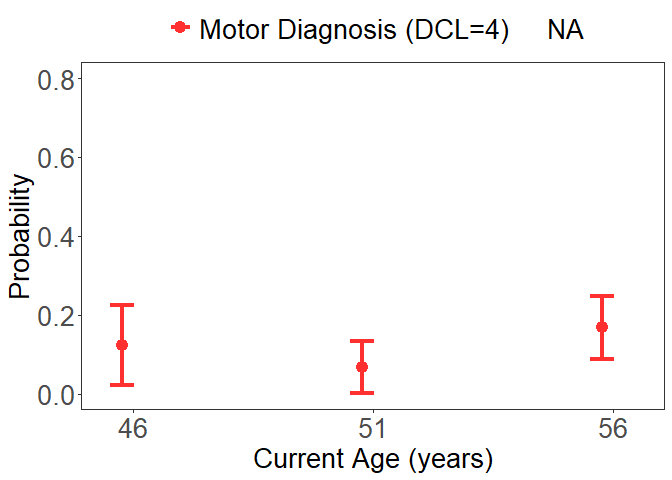 Motor Diagnosis (DCL=4) NA
0.8
0.6
0.4
0.2
0.0
Probability
46 51 56
Current Age (years)